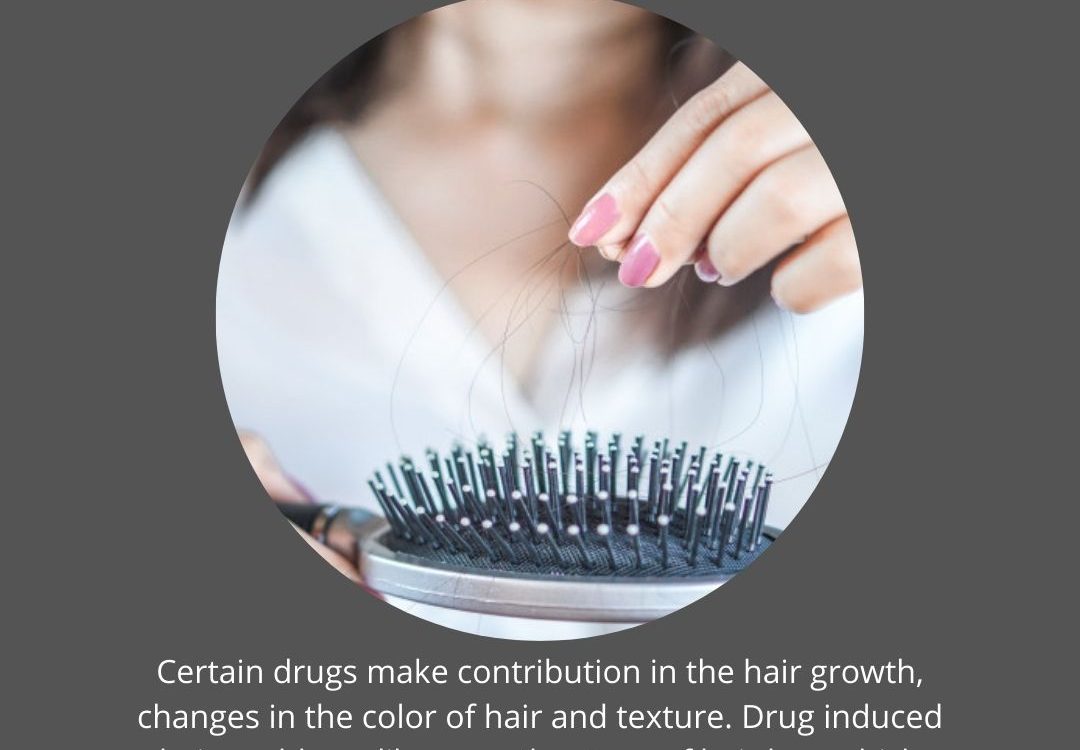 Certain drugs make contribution in the hair growth,
changes in the color of hair and texture. Drug induced